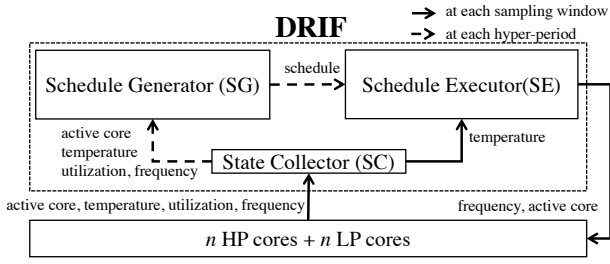 DRIF
at each sampling window
at each hyper-period
Schedule Generator (SG)
schedule
Schedule Executor(SE)
active core
temperature
utilization, frequency
State Collector (SC)
temperature
active core, temperature, utilization, frequency
frequency, active core
n HP cores + n LP cores